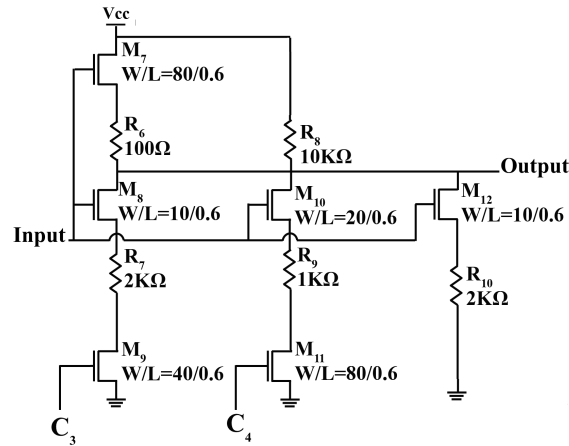 Vcc
M7
W/L=80/0.6
R6
100Ω
R8
10KΩ
Output
M8
W/L=10/0.6
M10
W/L=20/0.6
M12
W/L=10/0.6
Input
R7
2KΩ
R9
1KΩ
R10
2KΩ
M9
W/L=40/0.6
M11
W/L=80/0.6
C3
C4